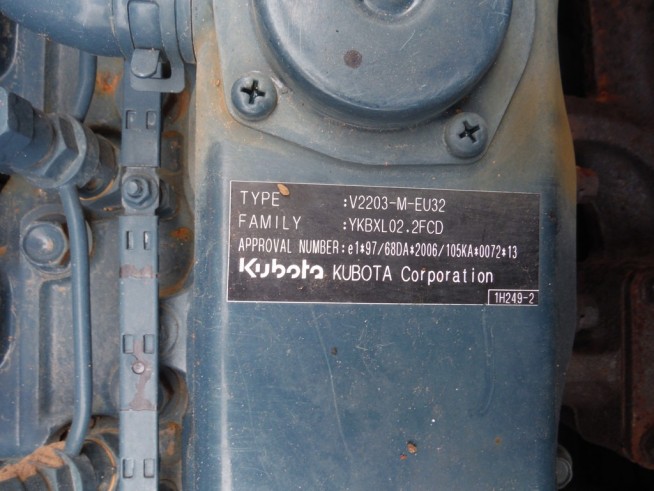 TYPE :V2203-M-EU32
FAMILY :YKBXL02.2FCD
APPROVAL NUMBER:e1*97/68DA*2006/105KA*0072*13
Kubota KUBOTA Corporation
1H249-2